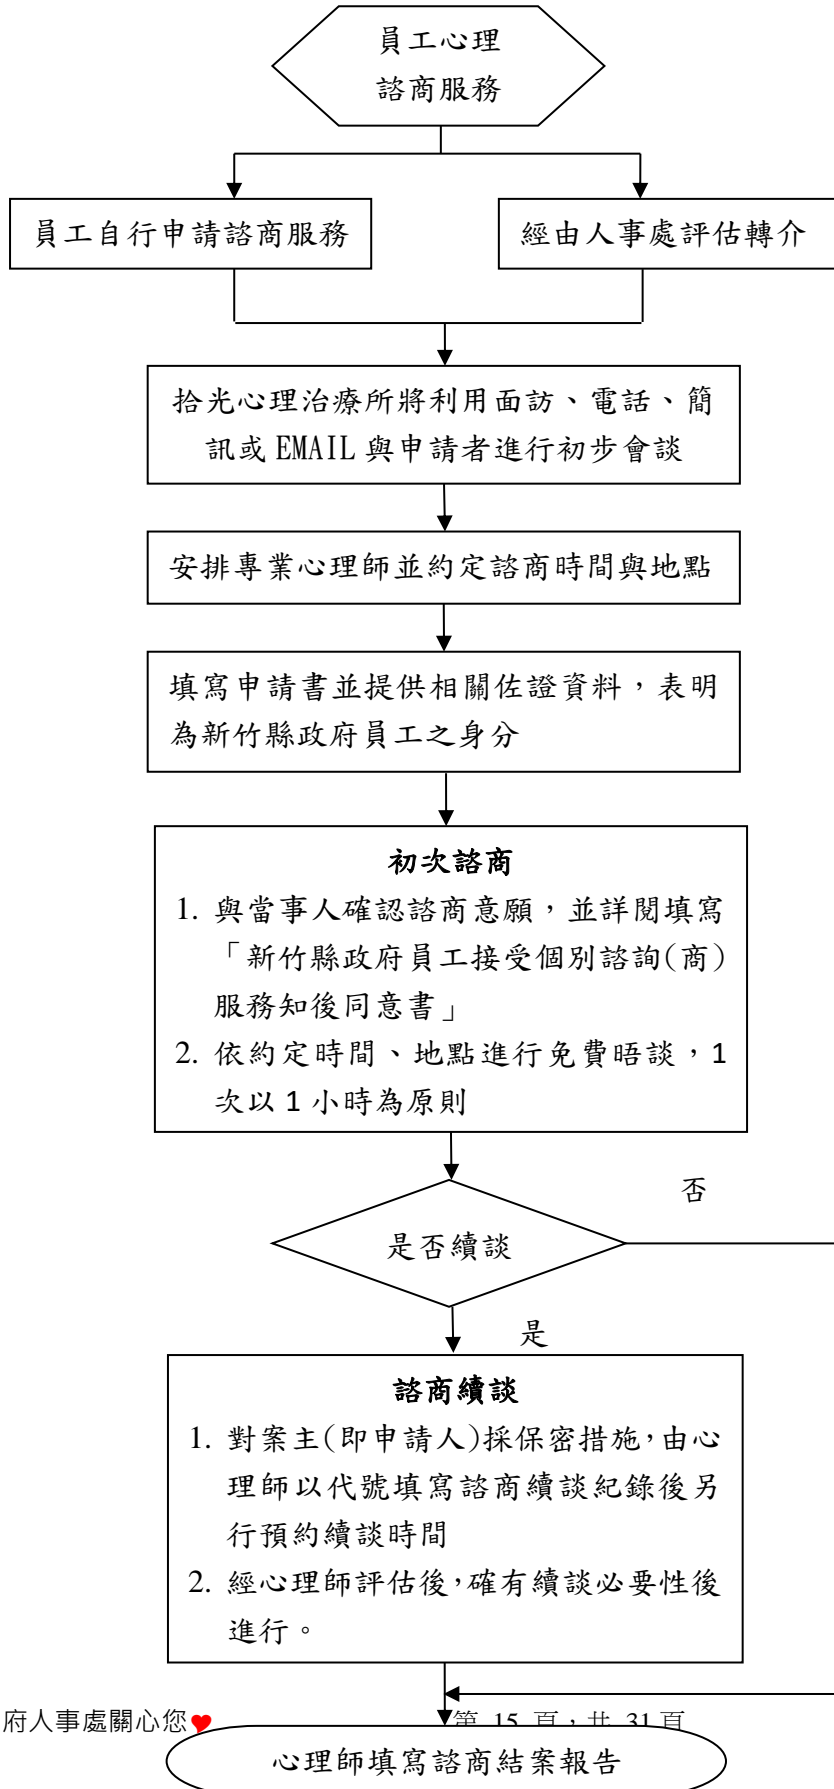 員工心理
諮商服務
員工自行申請諮商服務
經由人事處評估轉介
拾光心理治療所將利用面訪、電話、簡
訊或 EMAIL 與申請者進行初步會談
安排專業心理師並約定諮商時間與地點
填寫申請書並提供相關佐證資料，表明
為新竹縣政府員工之身分
初次諮商
1. 與當事人確認諮商意願，並詳閱填寫
「新竹縣政府員工接受個別諮詢(商)
服務知後同意書」
2. 依約定時間、地點進行免費晤談，1
次以 1 小時為原則
否
是否續談
是
諮商續談
1. 對案主(即申請人)採保密措施,由心
理師以代號填寫諮商續談紀錄後另
行預約續談時間
2. 經心理師評估後,確有續談必要性後
進行。
府人事處關心您
第 15 頁，共 31 頁
心理師填寫諮商結案報告